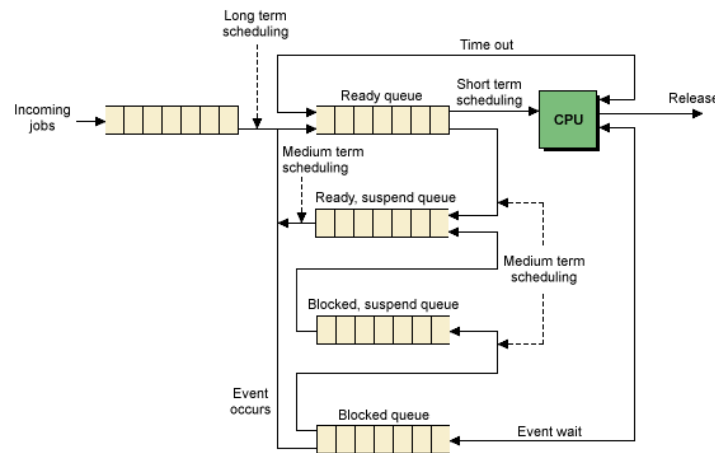 Long term
scheduling
Time out
Incoming
jobs
Ready queue
Short term
scheduling
CPU
Release
Medium term
scheduling
Ready, suspend queue
Medium term
scheduling
Blocked, suspend queue
Event
occurs
Blocked queue
Event wait